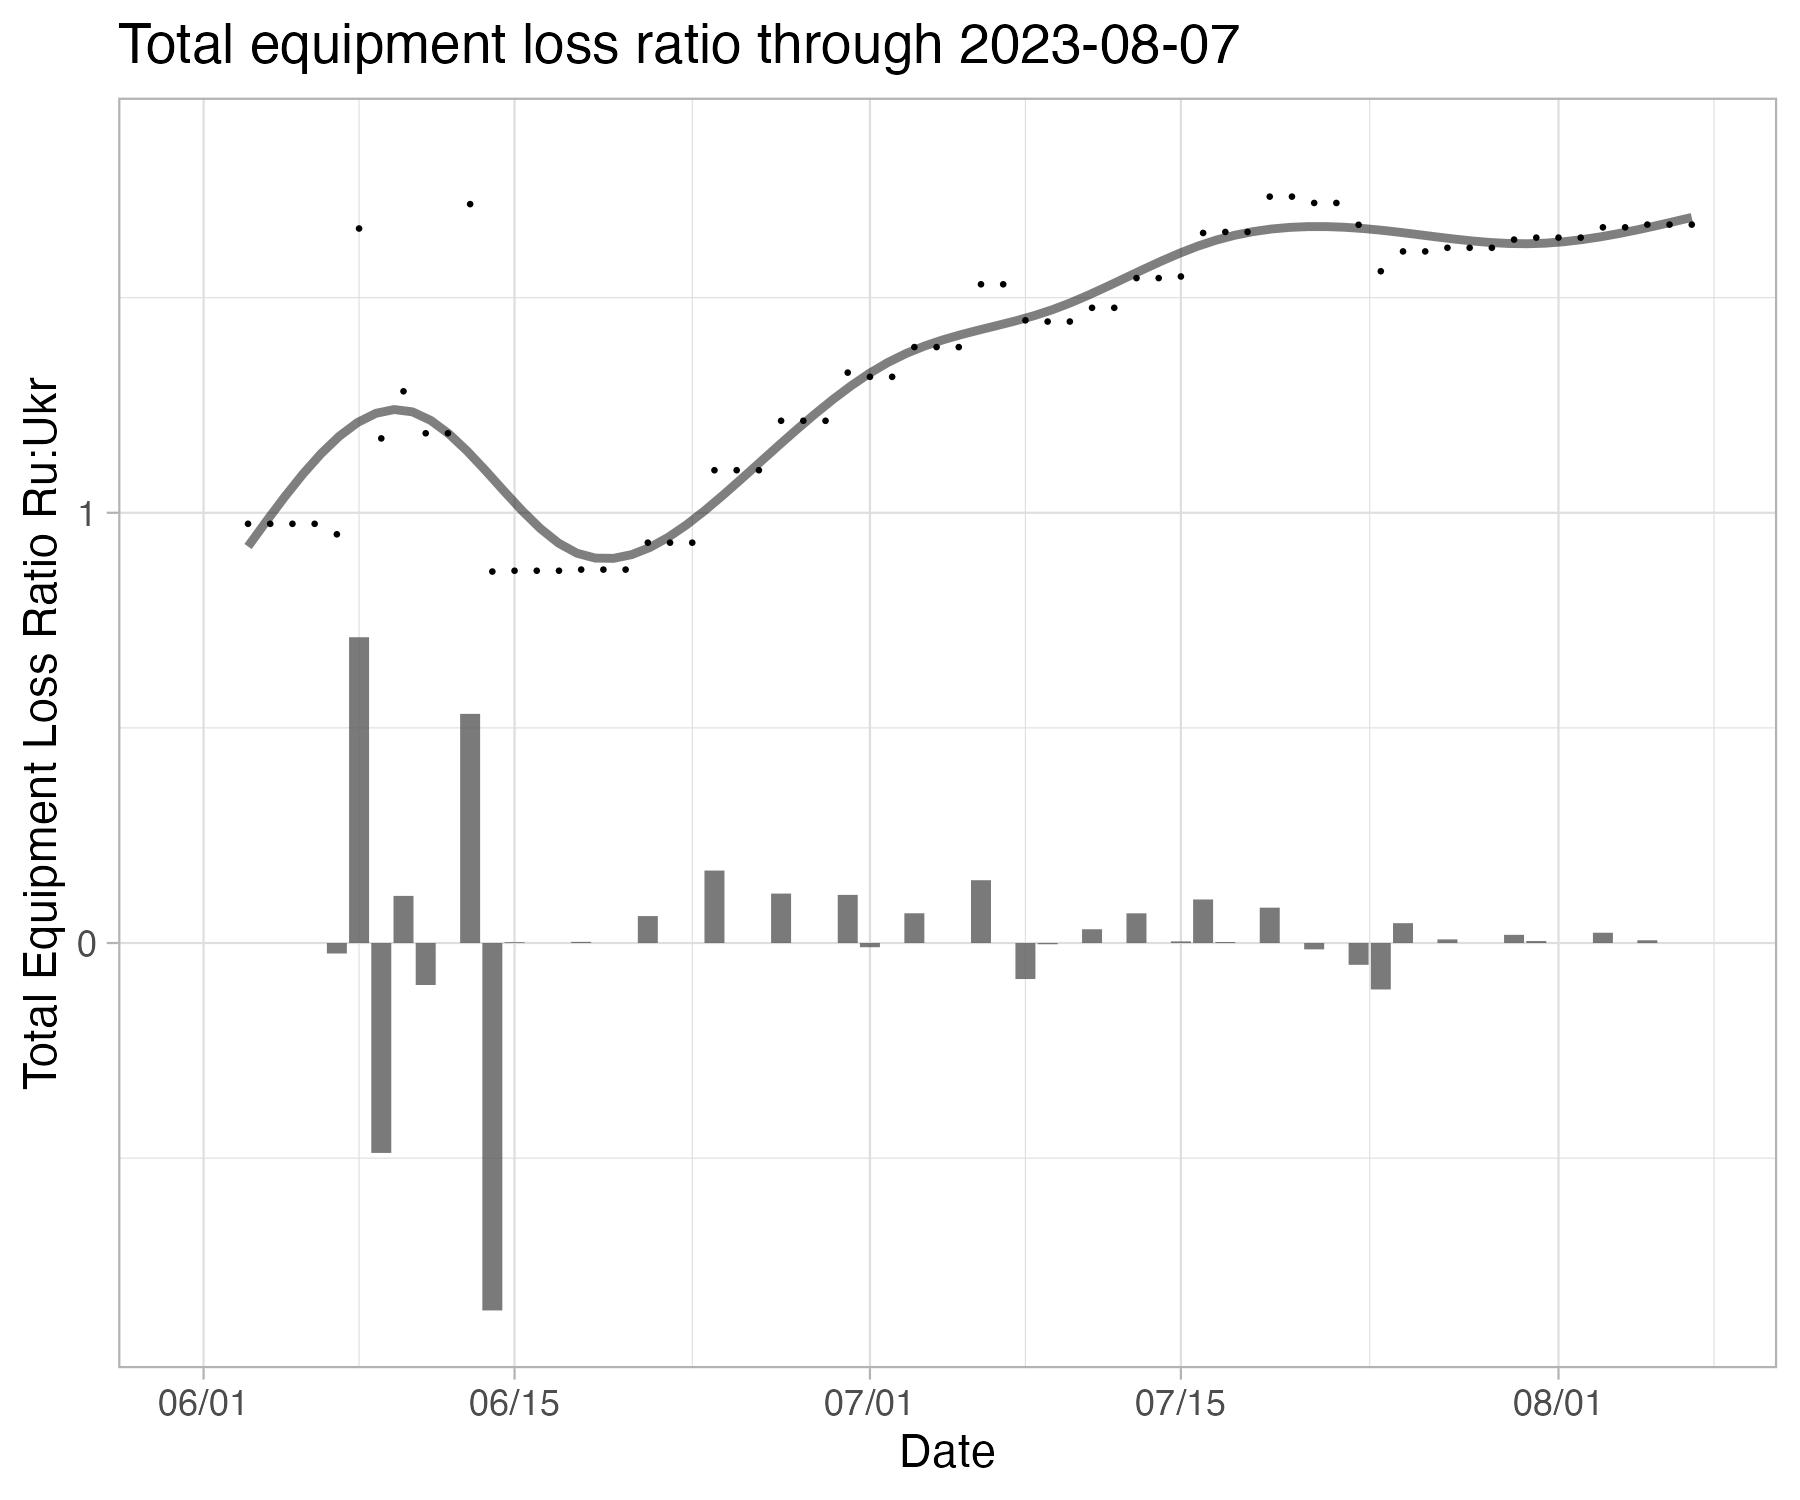 Total equipment loss ratio through 2023-08-07
Total Equipment Loss Ratio Ru:Ukr
1
0
06/01
06/15
07/01
07/15
08/01
Date